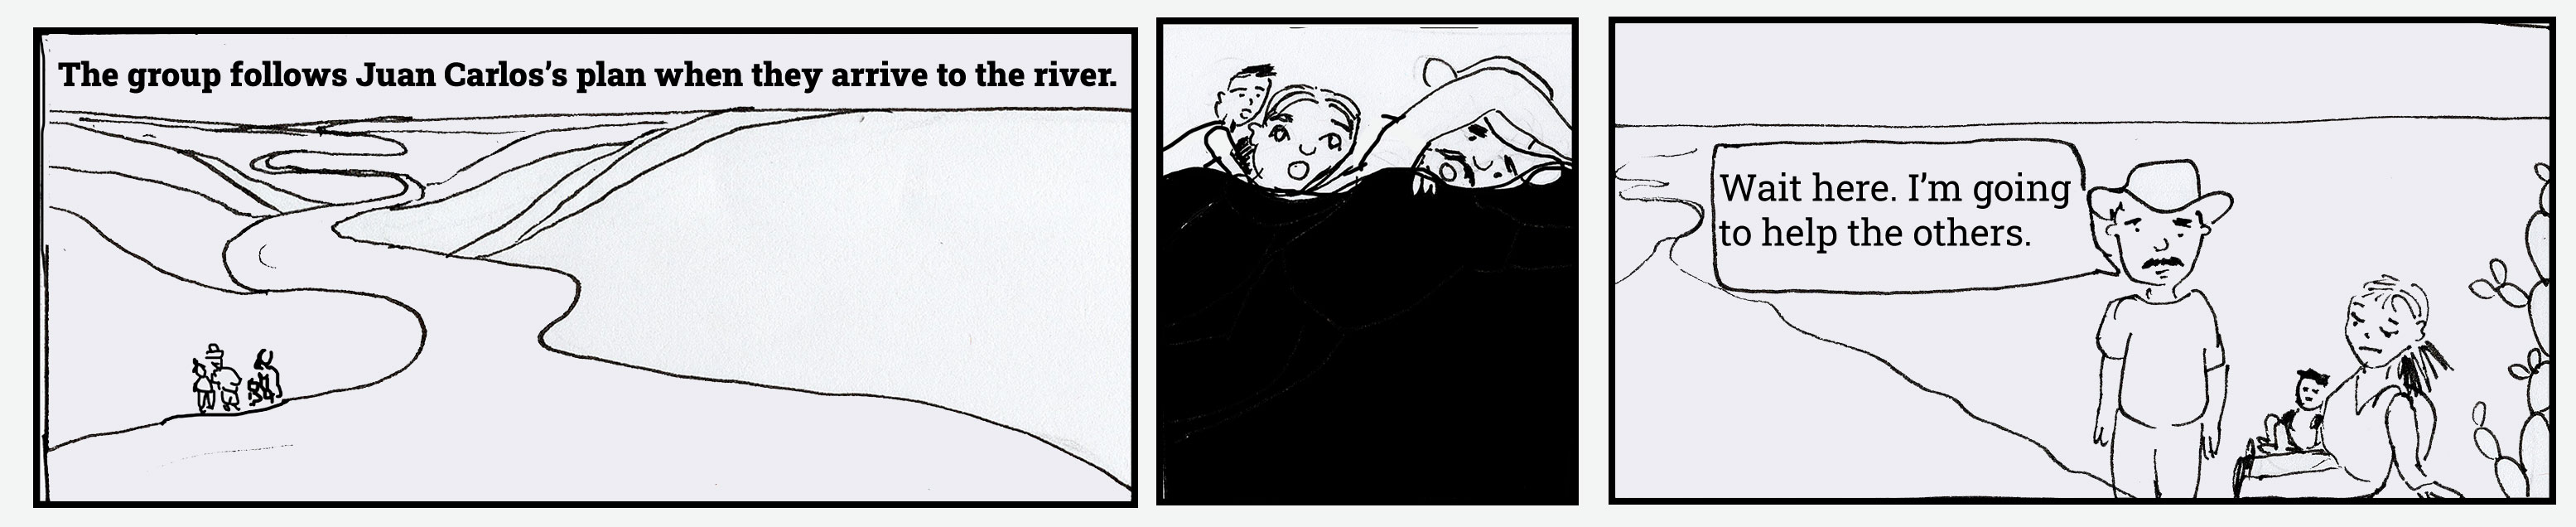 The group follows Juan Carlos’s plan when they arrive to the river.
Wait here. I’m going
to help the others.